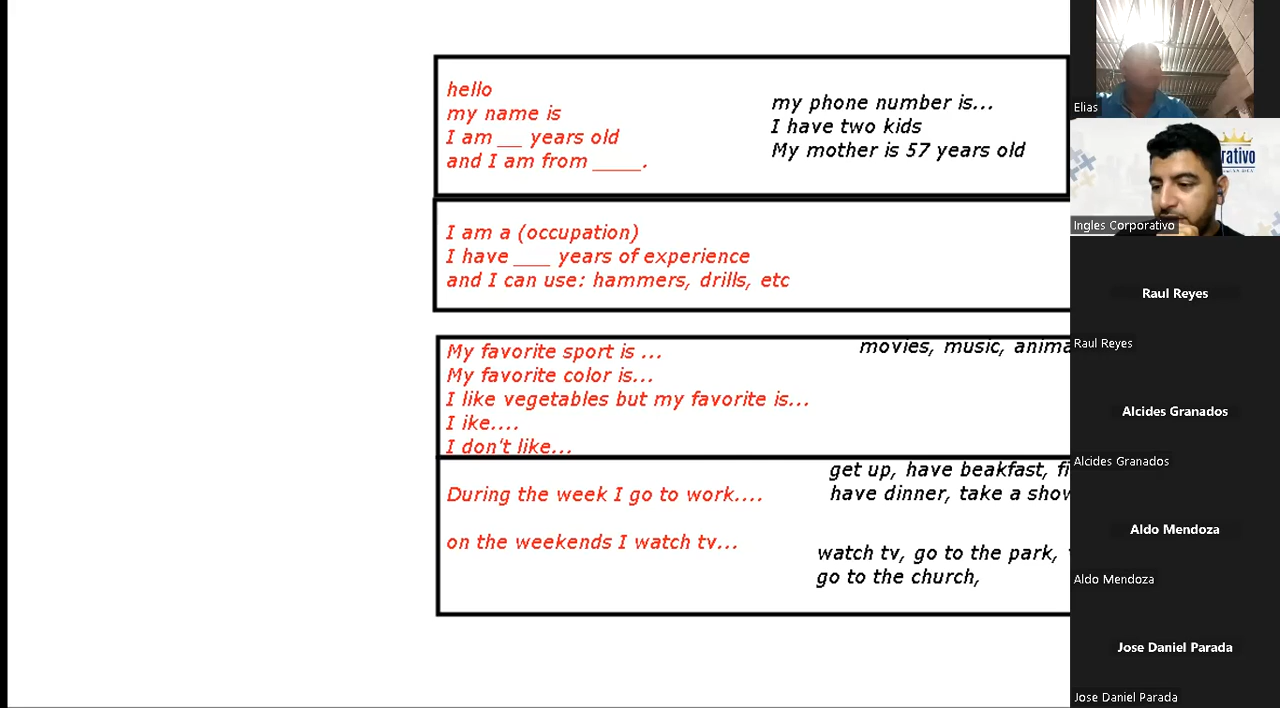 hello
my name is
I am __ years old
and I am from ____.
my phone number is...
I have two kids
My mother is 57 years old
I am a (occupation)
I have ___ years of experience
and I can use: hammers, drills, etc
My favorite sport is ...
My favorite color is...
I like vegetables but my favorite is...
I ike....
I don't like...
movies, music, anima
During the week I go to work....
on the weekends I watch tv...
get up, have beakfast, fi
have dinner, take a show
watch tv, go to the park,
go to the church,
Elias
rativo
Ingles Corporativo
Raul Reyes
Raul Reyes
Alcides Granados
Alcides Granados
Aldo Mendoza
Aldo Mendoza
Jose Daniel Parada
Jose Daniel Parada